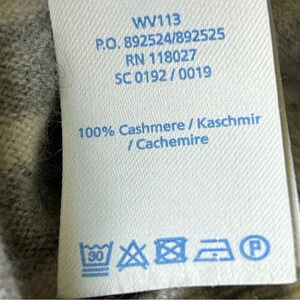 WV113
P.O. 892524/892525
RN 118027
SC 0192 / 0019
100% Cashmere / Kaschmir
/ Cachemire
30
P